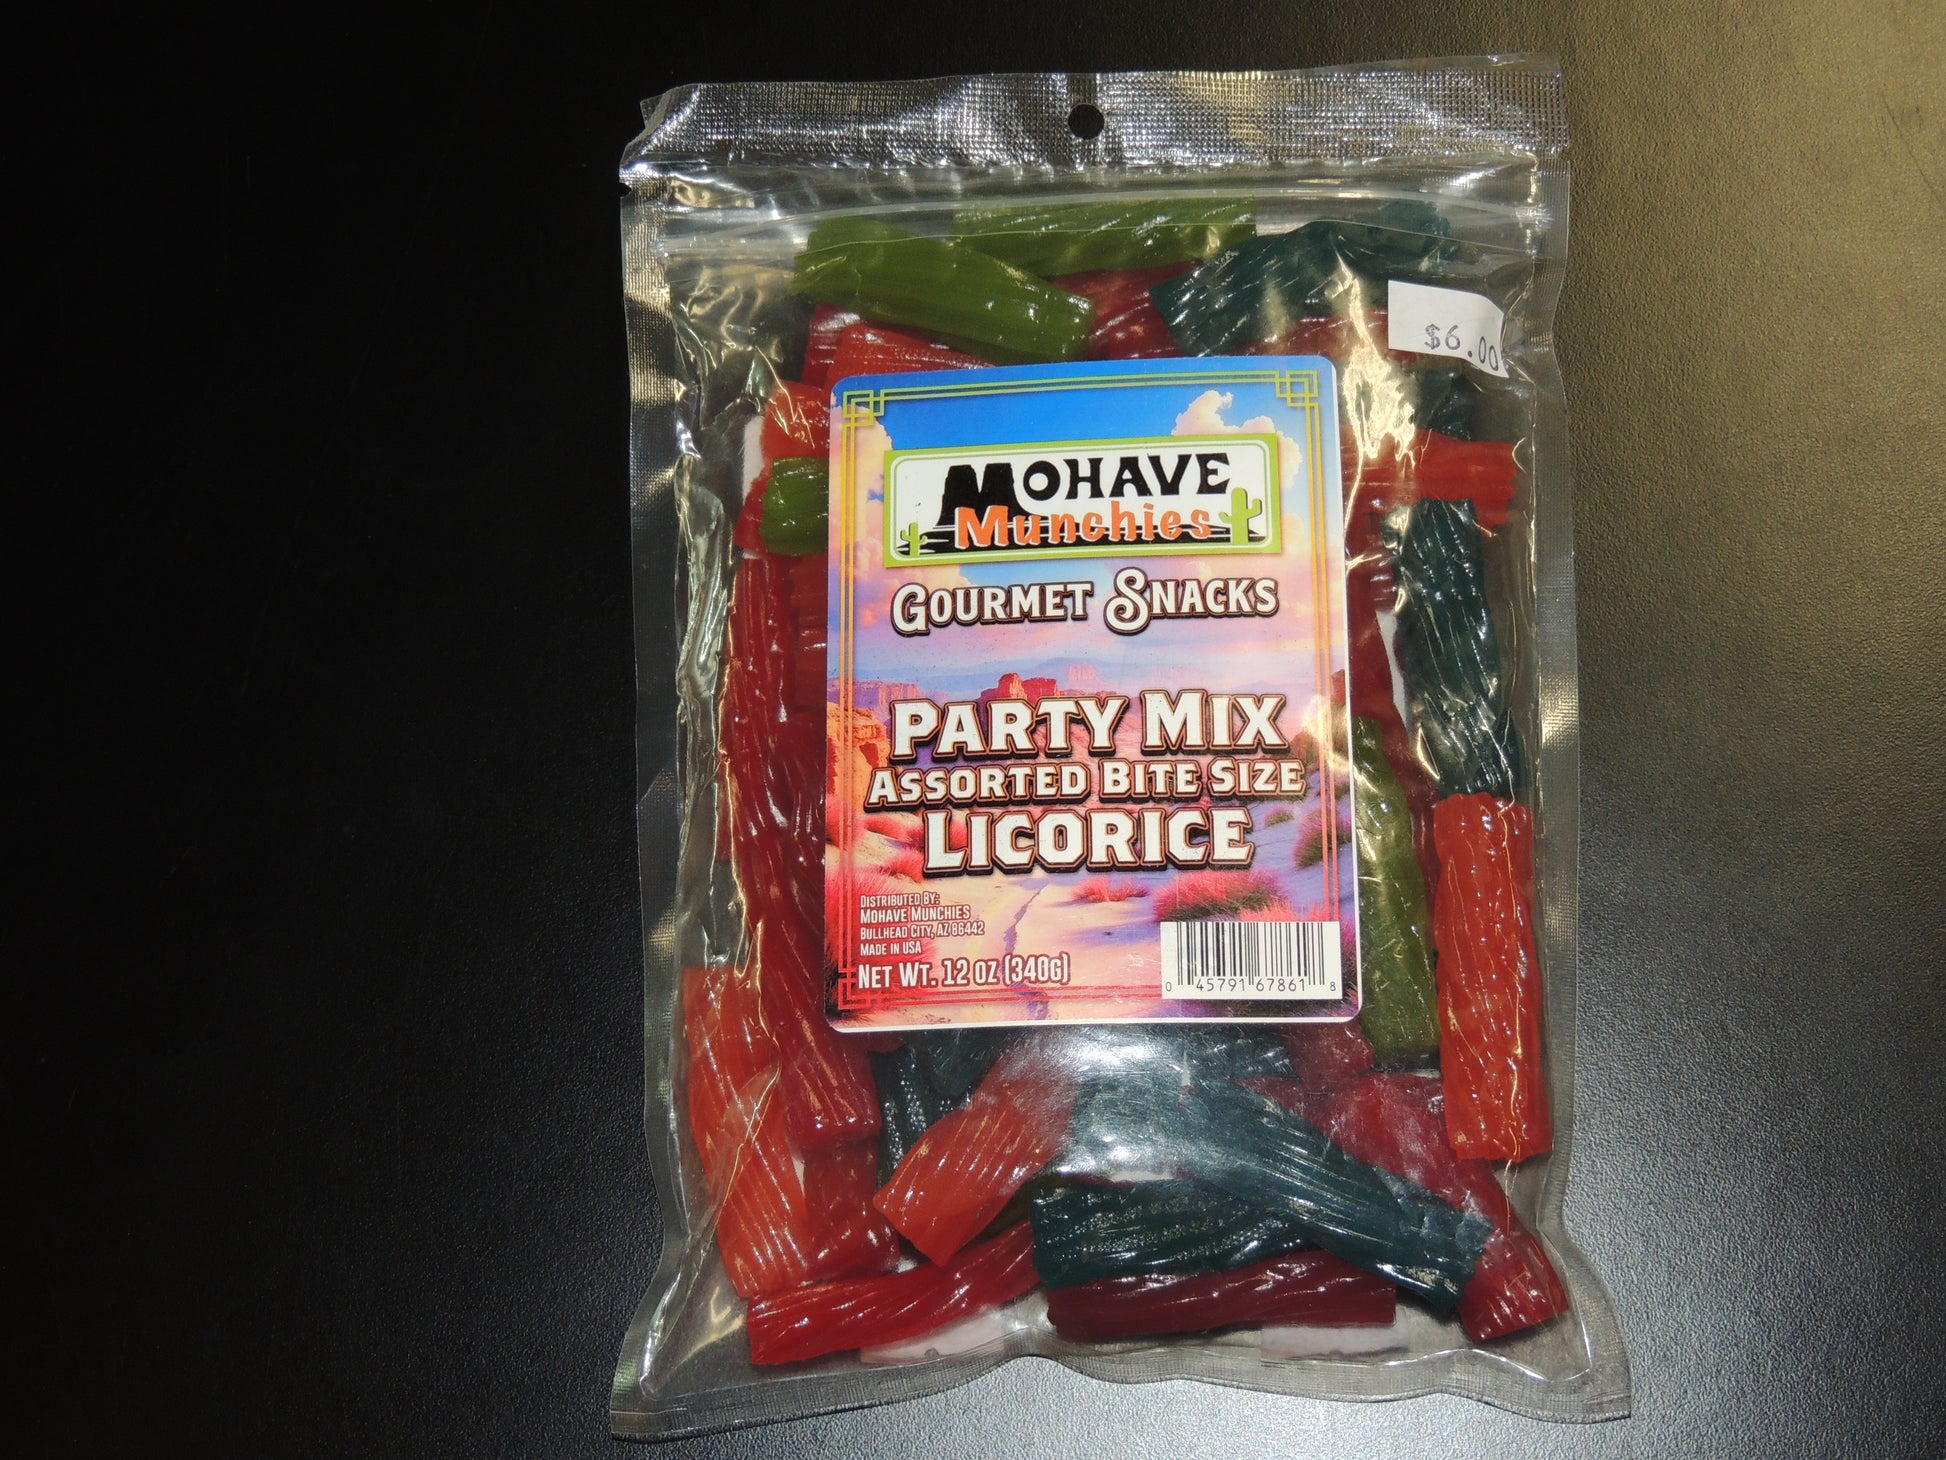 $6.00
MOHAVE
Munchies
GOURMET SNACKS
PARTY MIX
ASSORTED BITE SIZE
LICORICE
DISTRIBUTED BY:
MOHAVE MUNCHIES
BULLHEAD CITY, AZ 86442
MADE IN USA
NET WT. 12 OZ (340G)
0 45791 67861 8